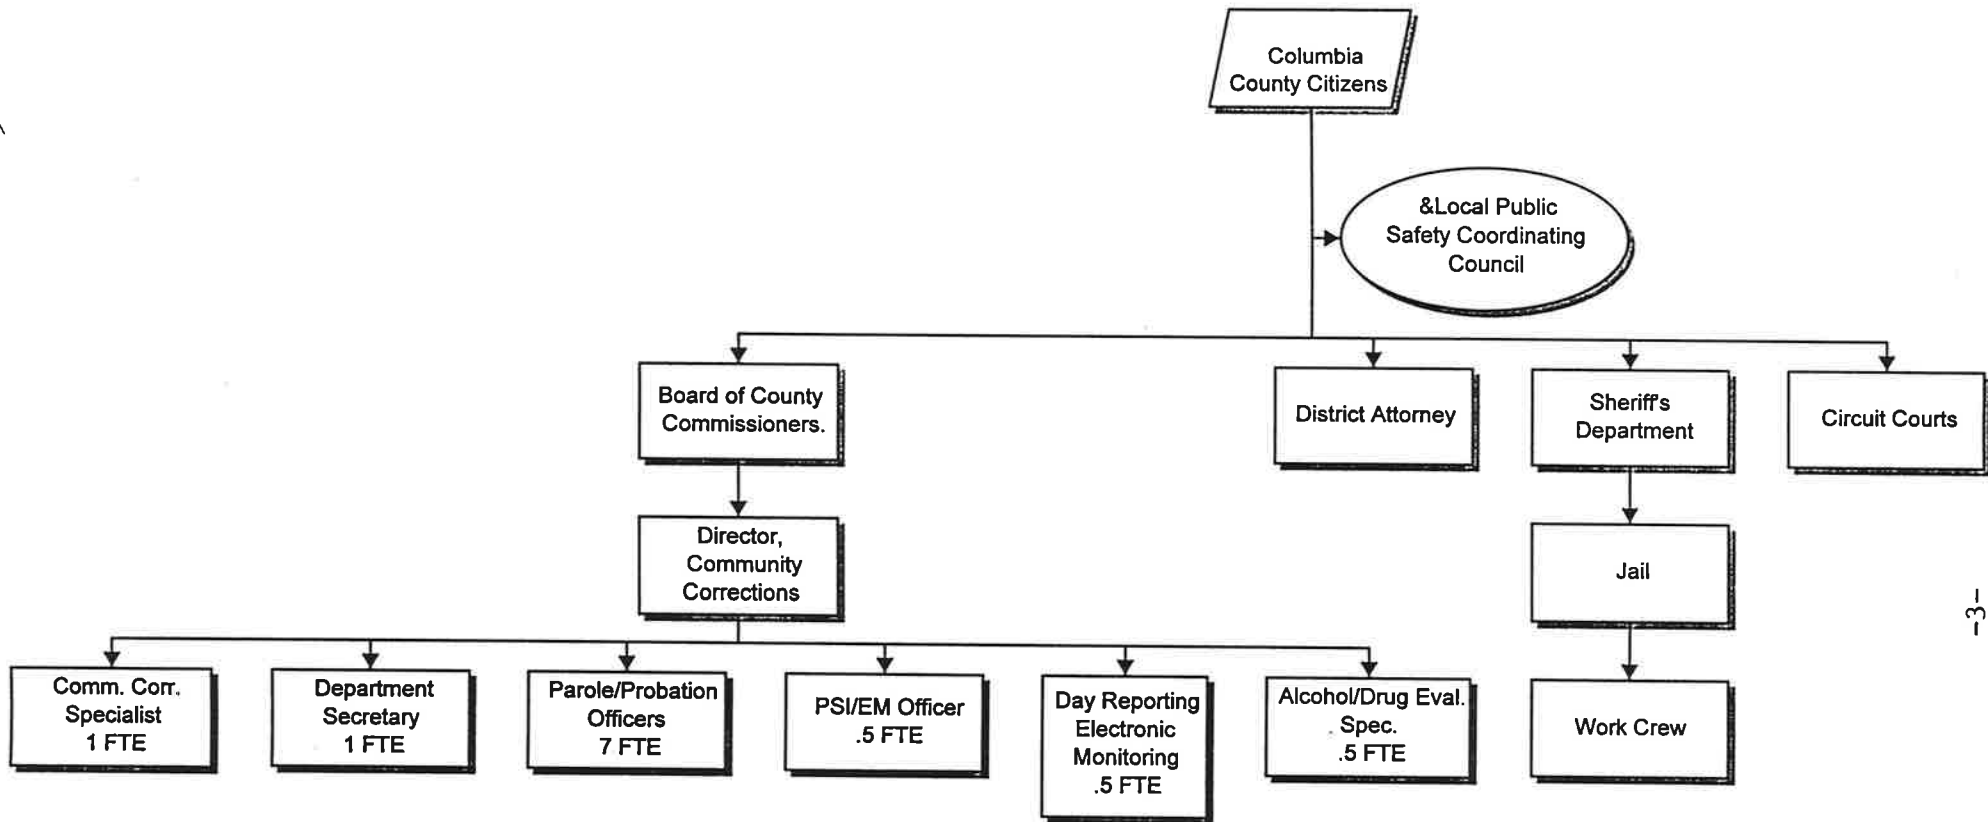 Columbia
County Citizens
&Local Public
Safety Coordinating
Council
Board of County
Commissioners.
District Attorney
Sheriff's
Department
Circuit Courts
Director,
Community
Corrections
Jail
Comm. Corr.
Specialist
1 FTE
Department
Secretary
1 FTE
Parole/Probation
Officers
7 FTE
PSI/EM Officer
.5 FTE
Day Reporting
Electronic
Monitoring
.5 FTE
Alcohol/Drug Eval.
Spec.
.5 FTE
Work Crew
-3-